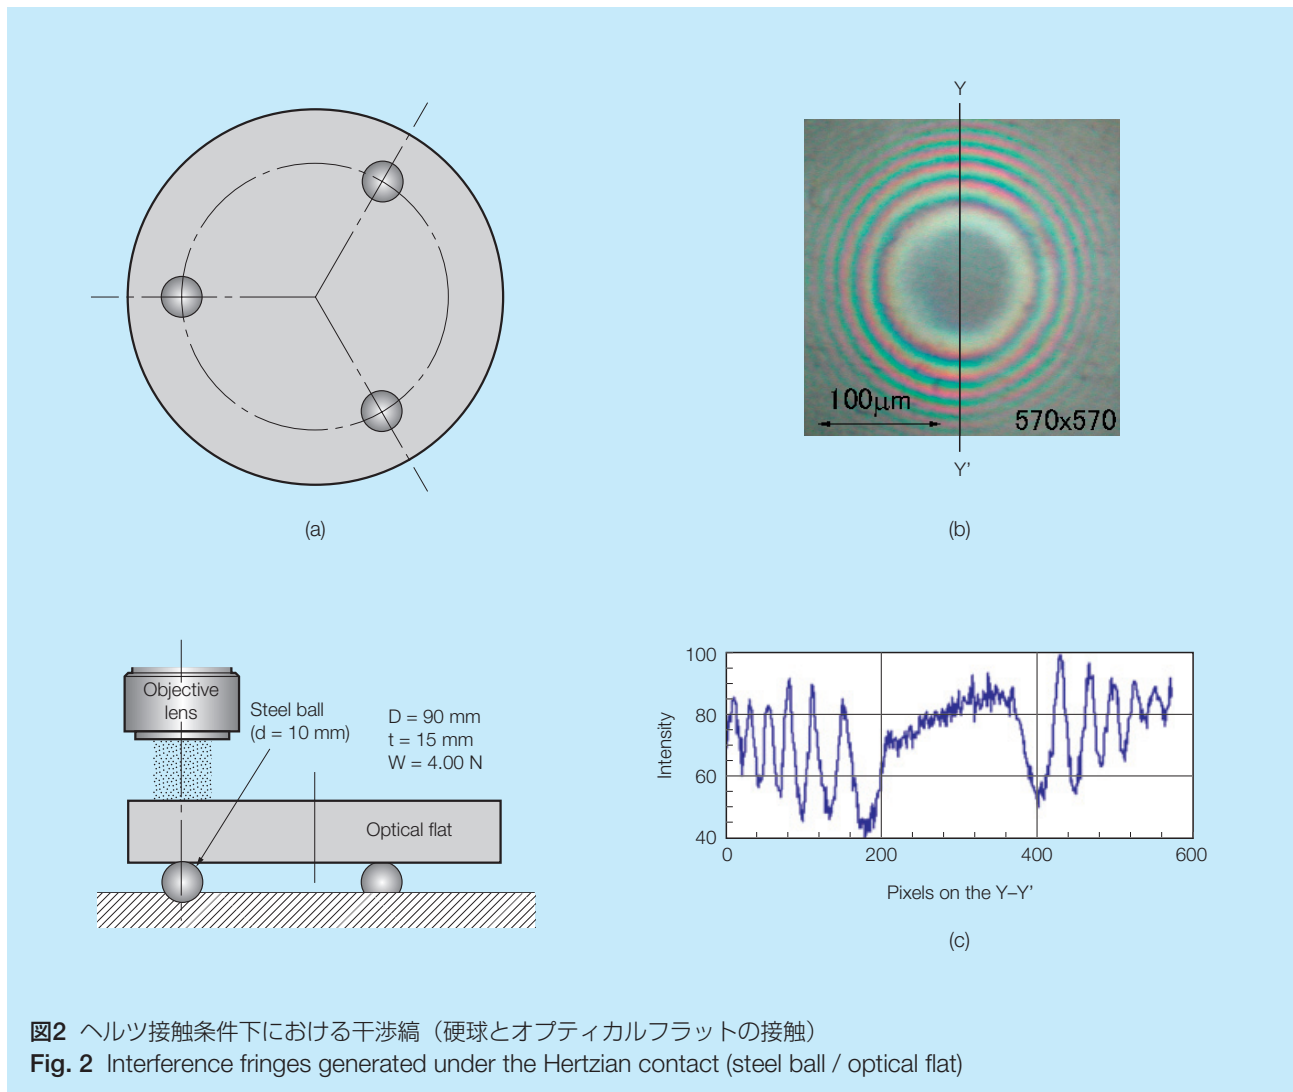 Y
100μm
570x570
Y'
(a)
(b)
Objective
lens
Steel ball
(d = 10 mm)
D = 90 mm
t = 15 mm
W = 4.00 N
Optical flat
100
80
60
40
Intensity
0
200
400
600
Pixels on the Y–Y'
(c)
図2 ヘルツ接触条件下における干渉縞（硬球とオプティカルフラットの接触）
Fig. 2 Interference fringes generated under the Hertzian contact (steel ball / optical flat)